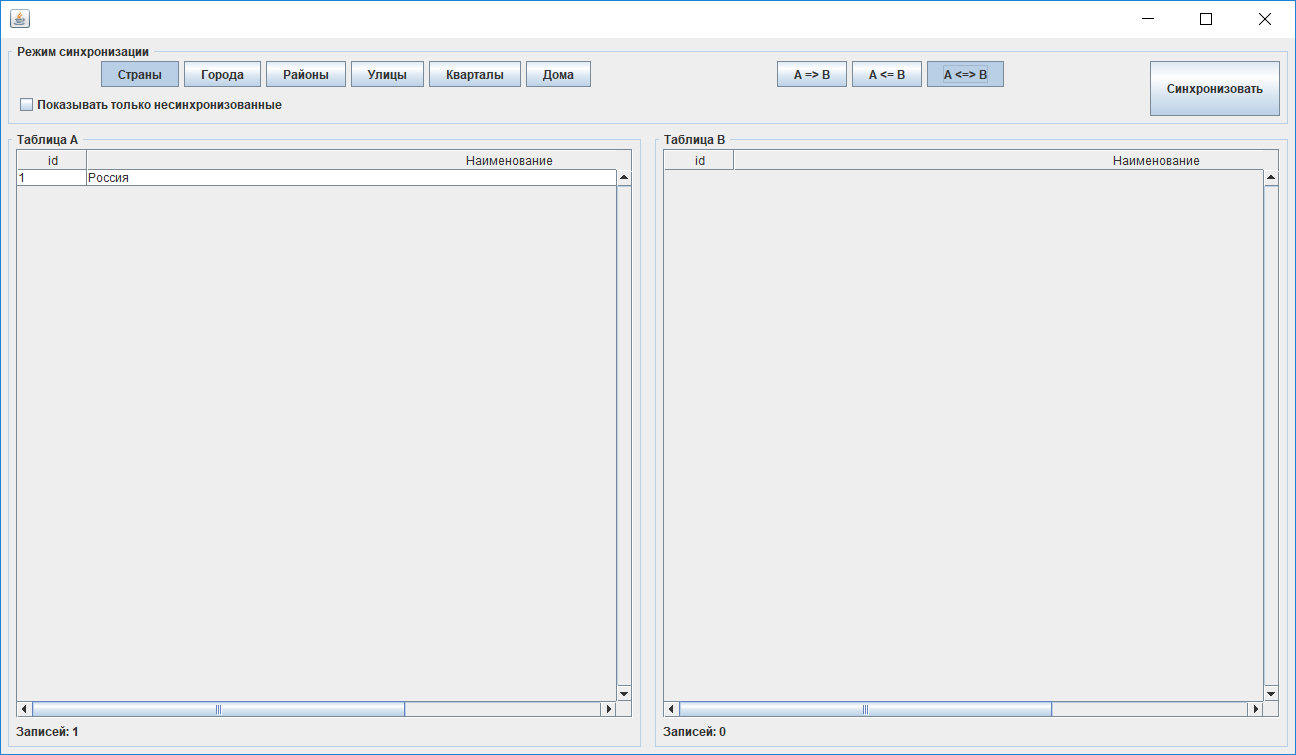 Режим синхронизации
Страны Города Районы Улицы Кварталы Дома A => B A <= B A <=> B Синхронизовать
Показывать только несинхронизованные
Таблица A Таблица B
id Наименование id Наименование
1 Россия
Записей: 1 Записей: 0